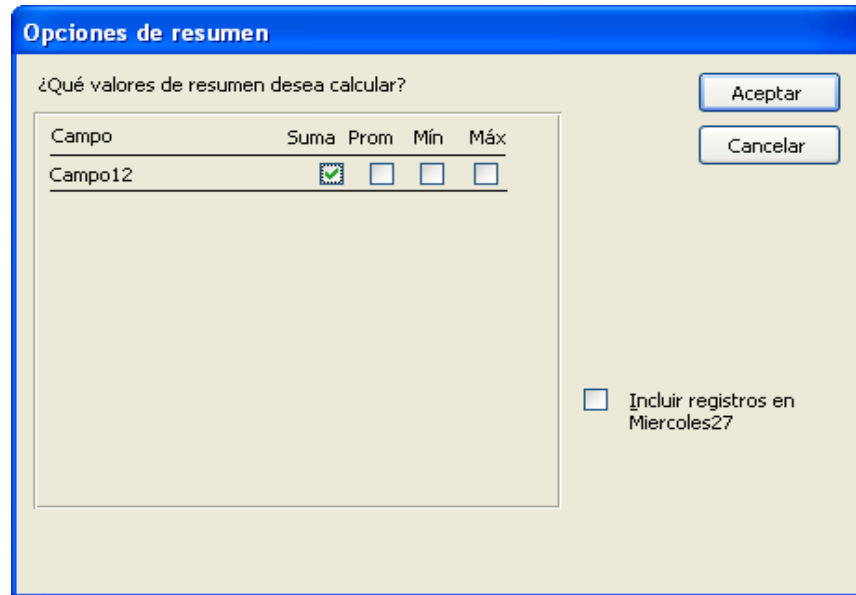 Opciones de resumen
¿Qué valores de resumen desea calcular?
Aceptar
Cancelar
Campo Suma Prom Mín Máx
Campo12
Incluir registros en
Miercoles27